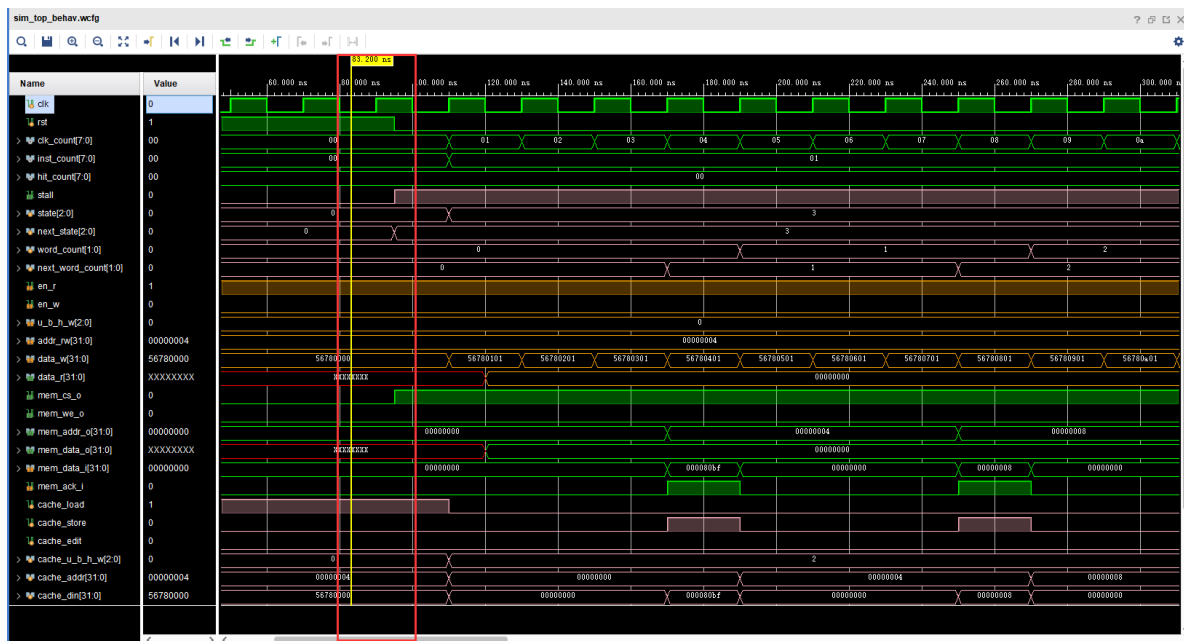 sim_top_behav.wcfg
83.200 ns
Name Value
60.000 ns 80.000 ns 00.000 ns 120.000 ns 140.000 ns 160.000 ns 180.000 ns 200.000 ns 220.000 ns 240.000 ns 260.000 ns 280.000 ns 300.000 n
clk 0
rst 1
clk_count[7:0] 00 00 01 02 03 04 05 06 07 08 09 0a
inst_count[7:0] 00 00 01
hit_count[7:0] 00 00
stall 0
state[2:0] 0 0 3
next_state[2:0] 0 0 3
word_count[1:0] 0 0 1 2
next_word_count[1:0] 0 0 1 2
en_r 1
en_w 0
u_b_h_w[2:0] 0 0
addr_rw[31:0] 00000004 00000004
data_w[31:0] 56780000 56780000 56780101 56780201 56780301 56780401 56780501 56780601 56780701 56780801 56780901 56780a01
data_r[31:0] XXXXXXXX XXXXXXXX 00000000
mem_cs_o 0
mem_we_o 0
mem_addr_o[31:0] 00000000 00000000 00000004 00000008
mem_data_o[31:0] XXXXXXXX XXXXXXXX 00000000
mem_data_i[31:0] 00000000 00000000 000080bf 00000000 00000008 00000000
mem_ack_i 0
cache_load 1
cache_store 0
cache_edit 0
cache_u_b_h_w[2:0] 0 0 2
cache_addr[31:0] 00000004 00000004 00000000 00000004 00000008
cache_din[31:0] 56780000 56780000 00000000 000080bf 00000000 00000008 00000000